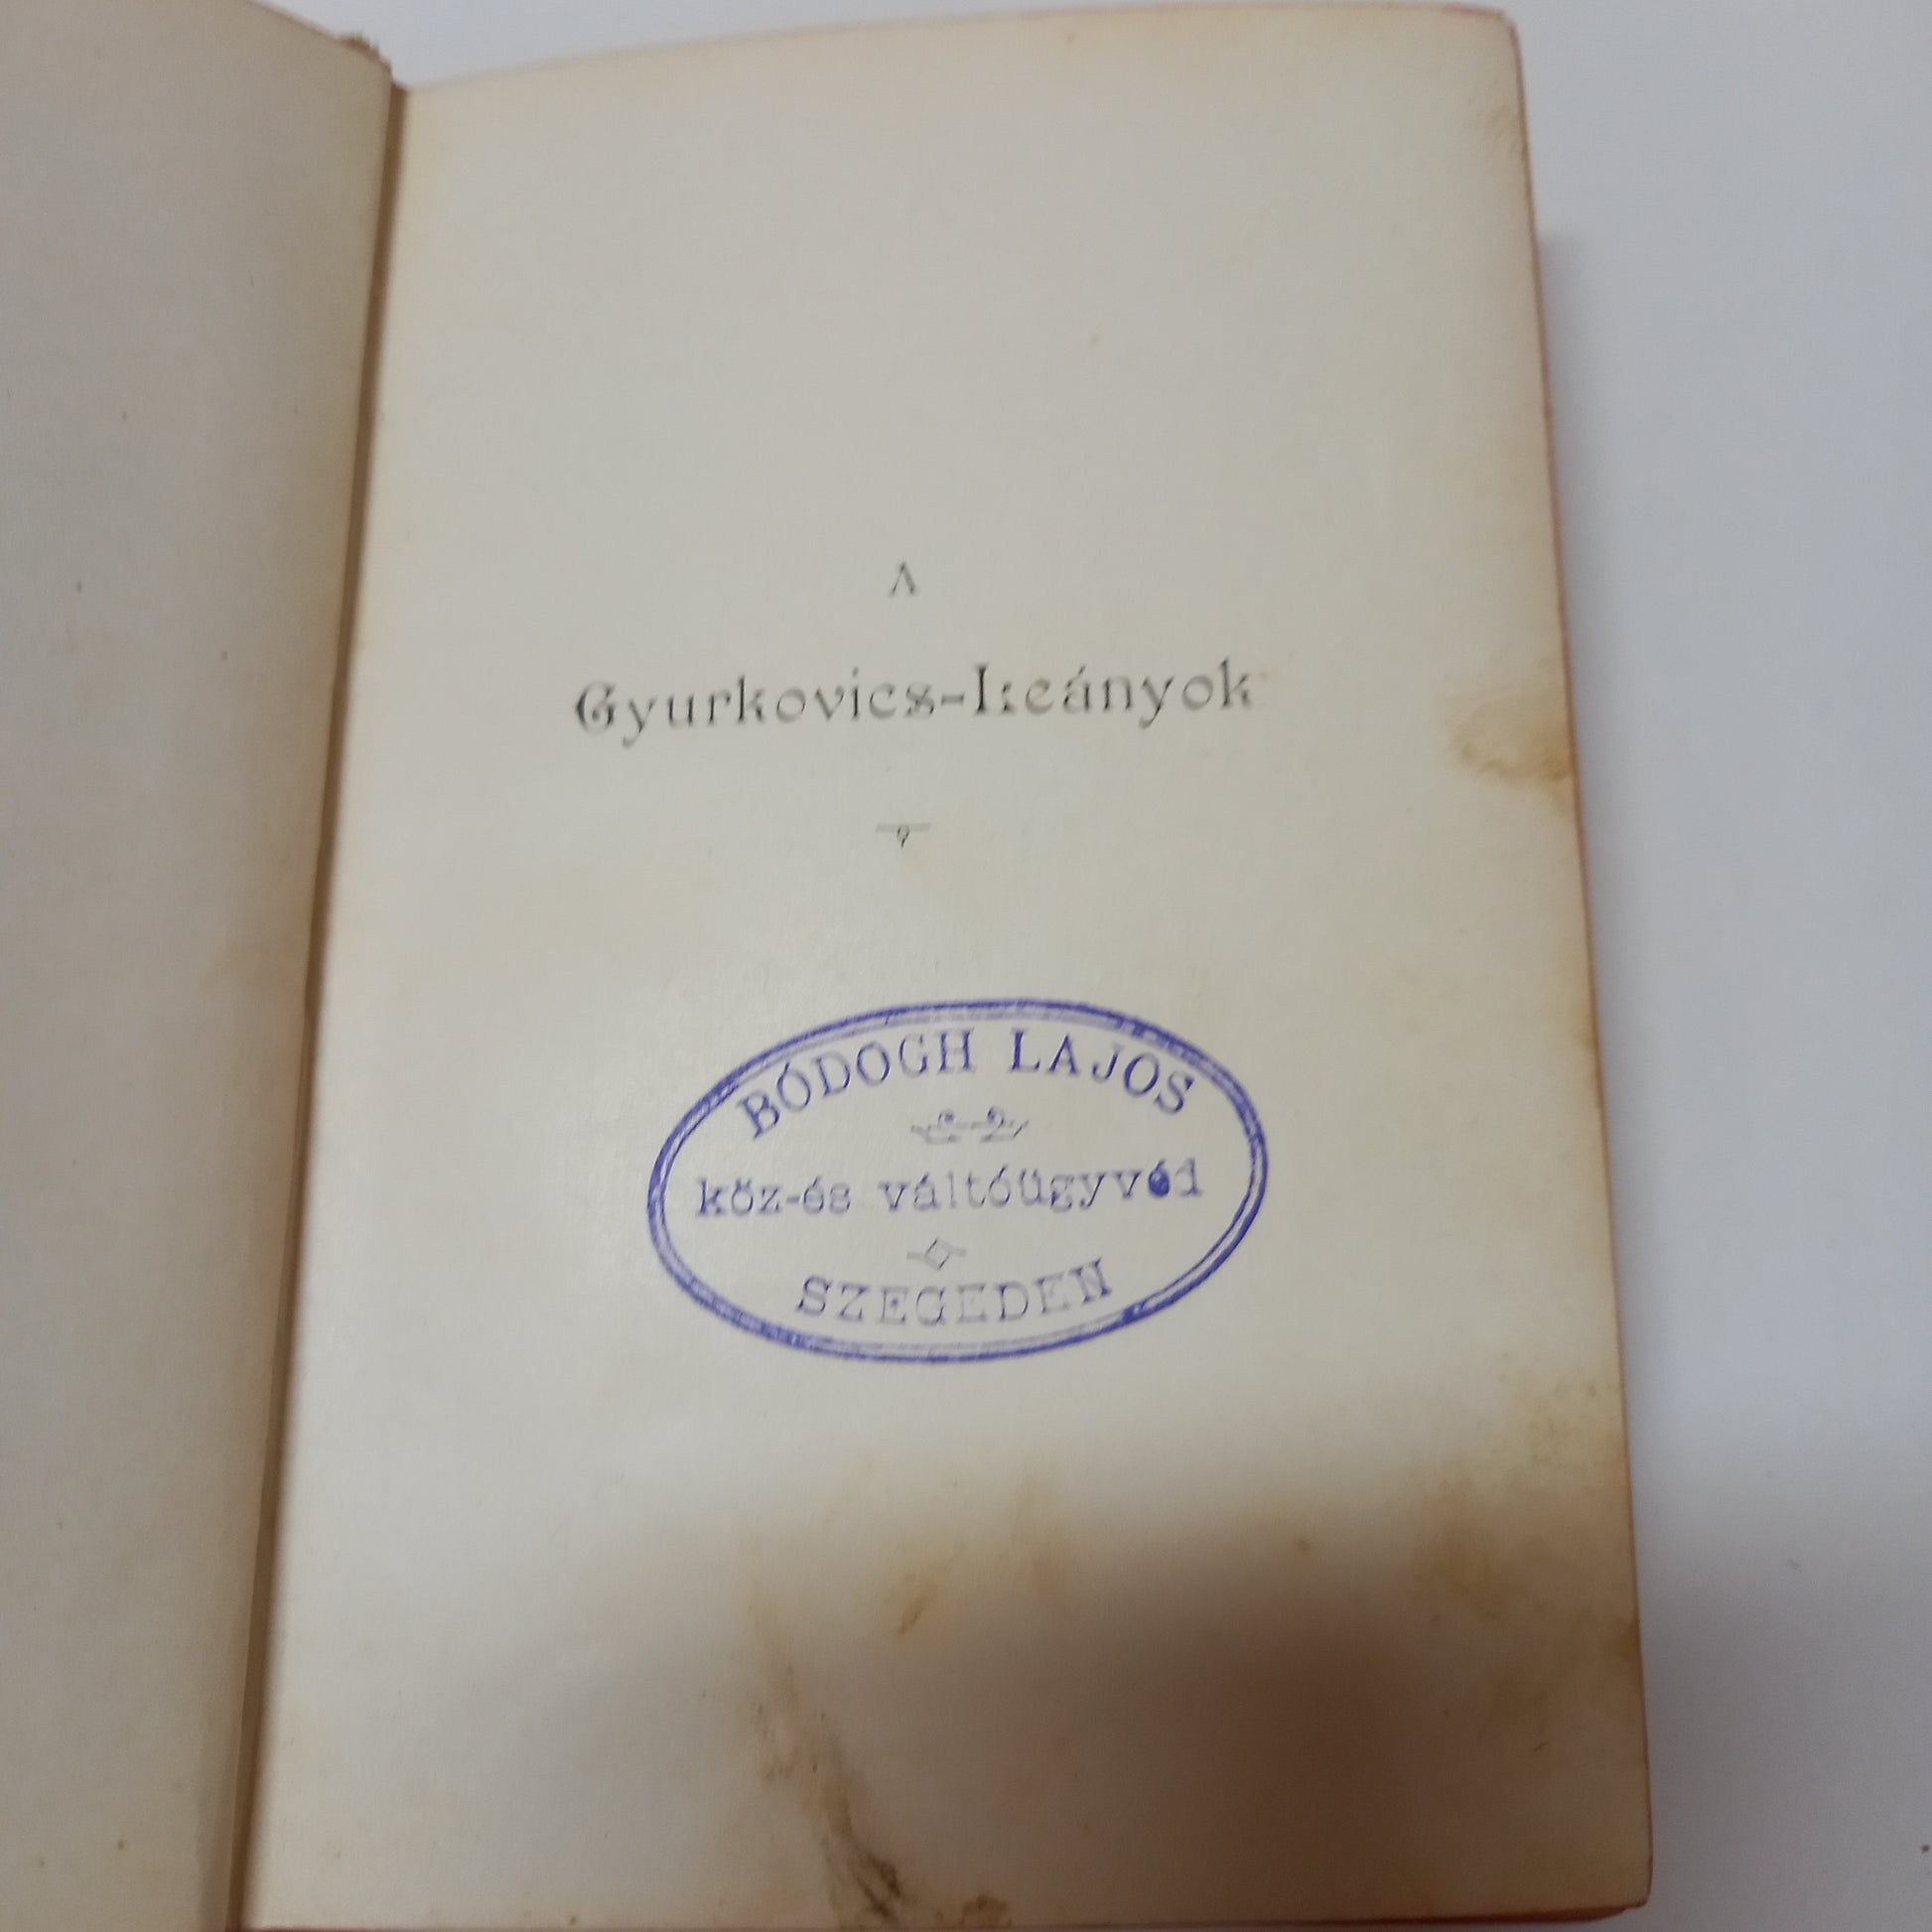 A
Gyurkovics-leányok
BÓDOGH LAJOS
köz-és váltóügyvéd
SZEGEDEN